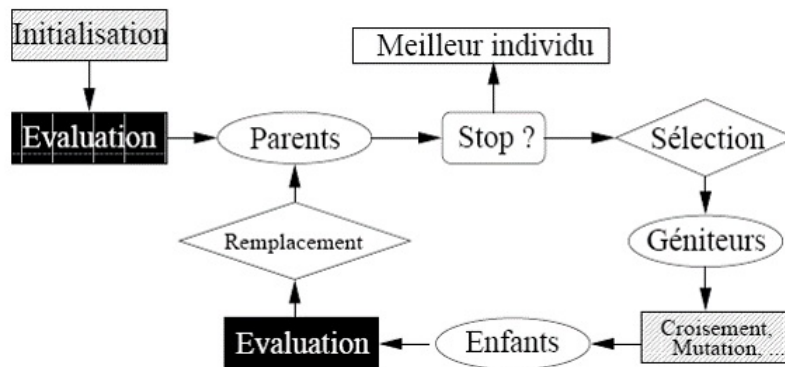 Initialisation
Meilleur individu
Evaluation
Parents
Stop ?
Sélection
Remplacement
Géniteurs
Evaluation
Enfants
Croisement,
Mutation, ...